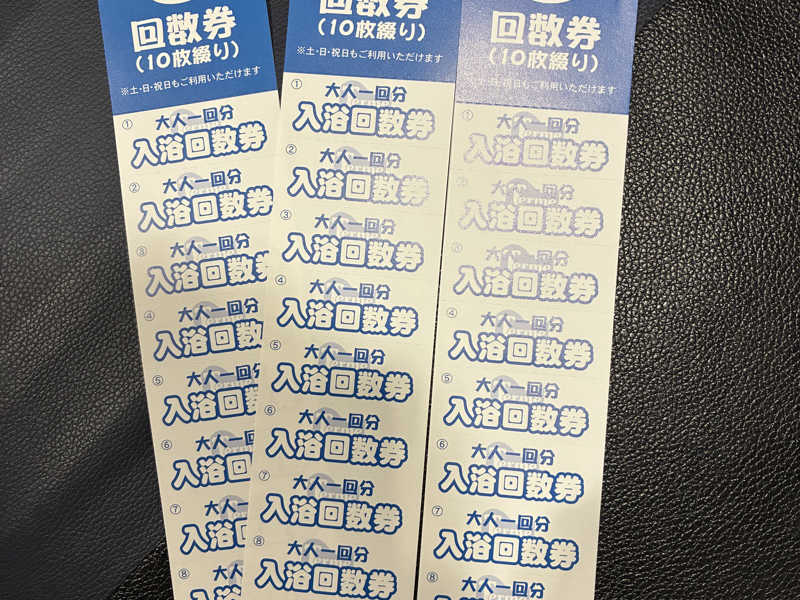 回数券
(10枚綴り)
※土・日・祝日もご利用いただけます
① 大人一回分
入浴回数券
② 大人一回分
入浴回数券
③ 大人一回分
入浴回数券
④ 大人一回分
入浴回数
⑤ 大人一回
入浴回
⑥ 大人一回
入浴回
⑦ 大人一
入浴
⑧ 大人
入浴
回数券
(10枚綴り)
※土・日・祝日もご利用いただけます
① 大人一回分
入浴回数券
② 大人一回分
入浴回数券
③ 大人一回分
入浴回数券
④ 大人一回分
入浴回数券
⑤ 大人一回分
入浴回数券
⑥ 大人一回分
入浴回数券
⑦ 大人一回分
入浴回数券
⑧ 大人一回分
入浴回数券
回数券
(10枚綴り)
※土・日・祝日もご利用いただけます
① 大人一回分
入浴回数券
② 大人一回分
入浴回数券
③ 大人一回分
入浴回数券
④ 大人一回分
入浴回数券
⑤ 大人一回分
入浴回数券
⑥ 大人一回分
入浴回数券
⑦ 大人一回分
入浴回数券
⑧ 大人一回分
入浴回数券